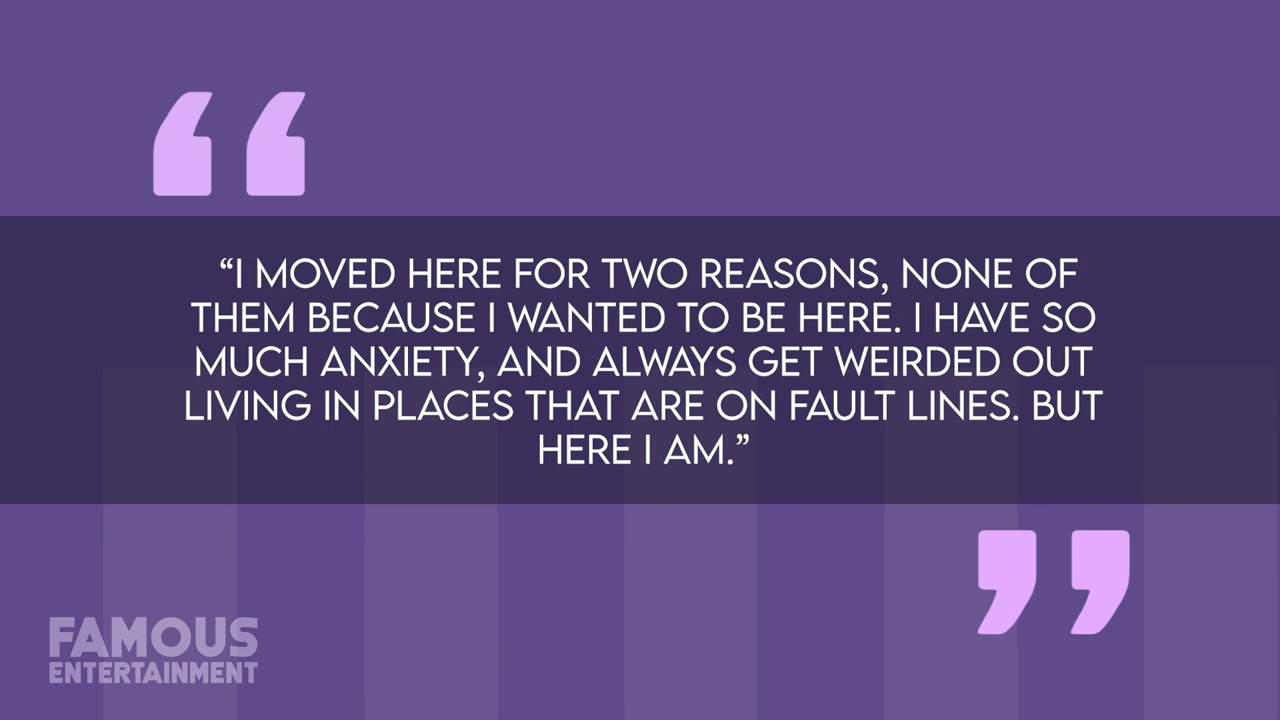 “I MOVED HERE FOR TWO REASONS, NONE OF
THEM BECAUSE I WANTED TO BE HERE. I HAVE SO
MUCH ANXIETY, AND ALWAYS GET WEIRDED OUT
LIVING IN PLACES THAT ARE ON FAULT LINES. BUT
HERE I AM.”
FAMOUS
ENTERTAINMENT